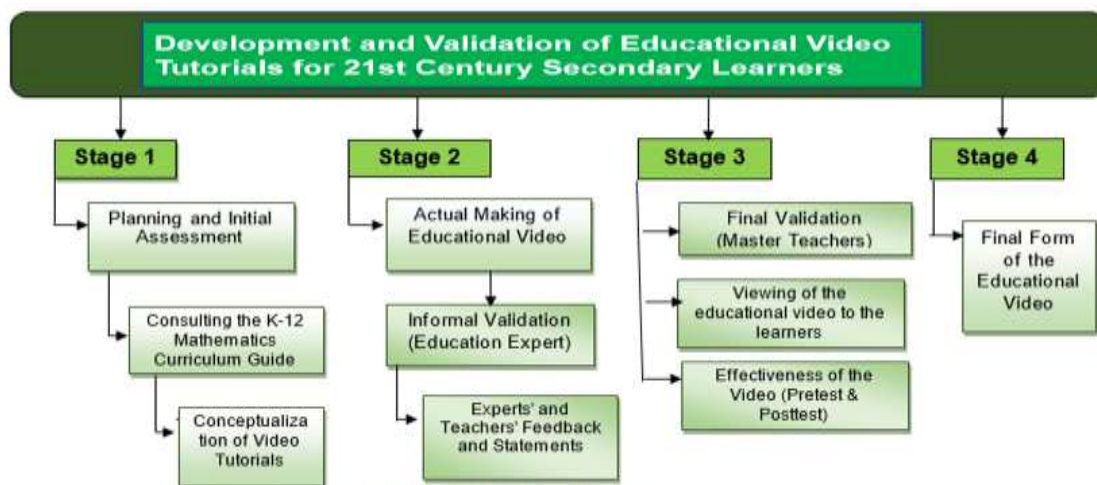 Development and Validation of Educational Video
Tutorials for 21st Century Secondary Learners
Stage 1
Planning and Initial
Assessment
Consulting the K-12
Mathematics
Curriculum Guide
Conceptualiza
tion of Video
Tutorials
Stage 2
Actual Making of
Educational Video
Informal Validation
(Education Expert)
Experts' and
Teachers' Feedback
and Statements
Stage 3
Final Validation
(Master Teachers)
Viewing of the
educational video to the
learners
Effectiveness of the
Video (Pretest &
Posttest)
Stage 4
Final Form
of the
Educational
Video